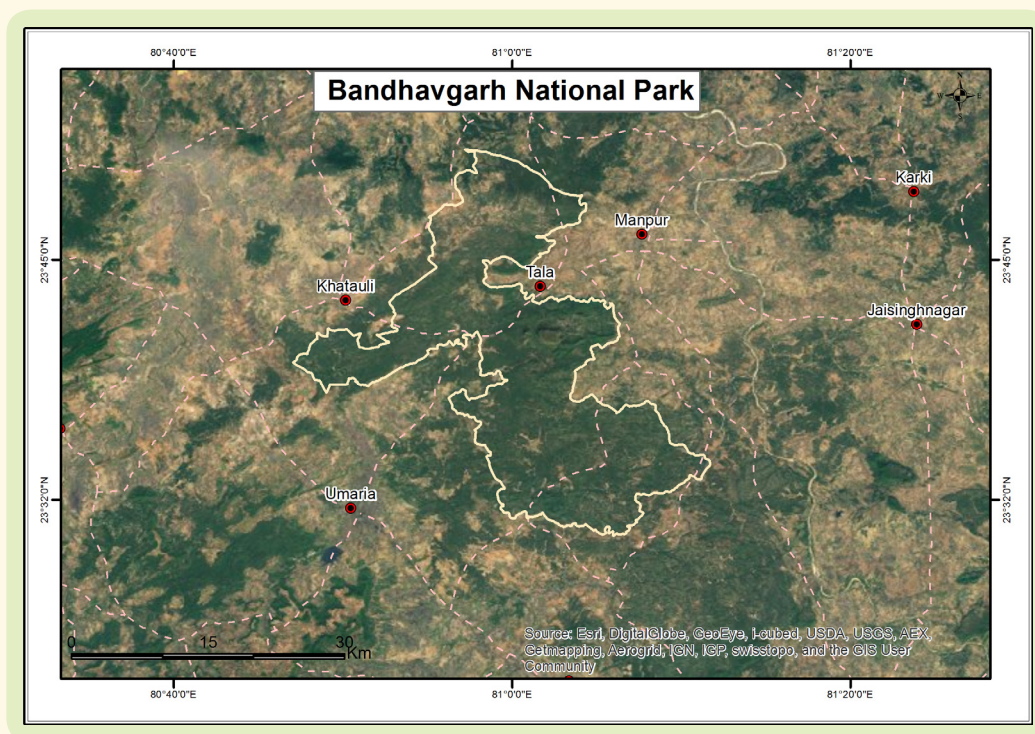 80°40'0"E 81°0'0"E 81°20'0"E
Bandhavgarh National Park
N
W E
S
Karki
Manpur
23°45'0"N 23°45'0"N
Tala
Khatauli
Jaisinghnagar
Umaria
23°32'0"N 23°32'0"N
0 15 30
Km
Source: Esri, DigitalGlobe, GeoEye, i-cubed, USDA, USGS, AEX,
Getmapping, Aerogrid, IGN, IGP, swisstopo, and the GIS User
Community
80°40'0"E 81°0'0"E 81°20'0"E